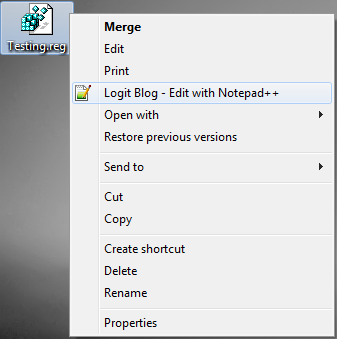 Testing.reg
Merge
Edit
Print
Logit Blog - Edit with Notepad++
Open with
Restore previous versions
Send to
Cut
Copy
Create shortcut
Delete
Rename
Properties